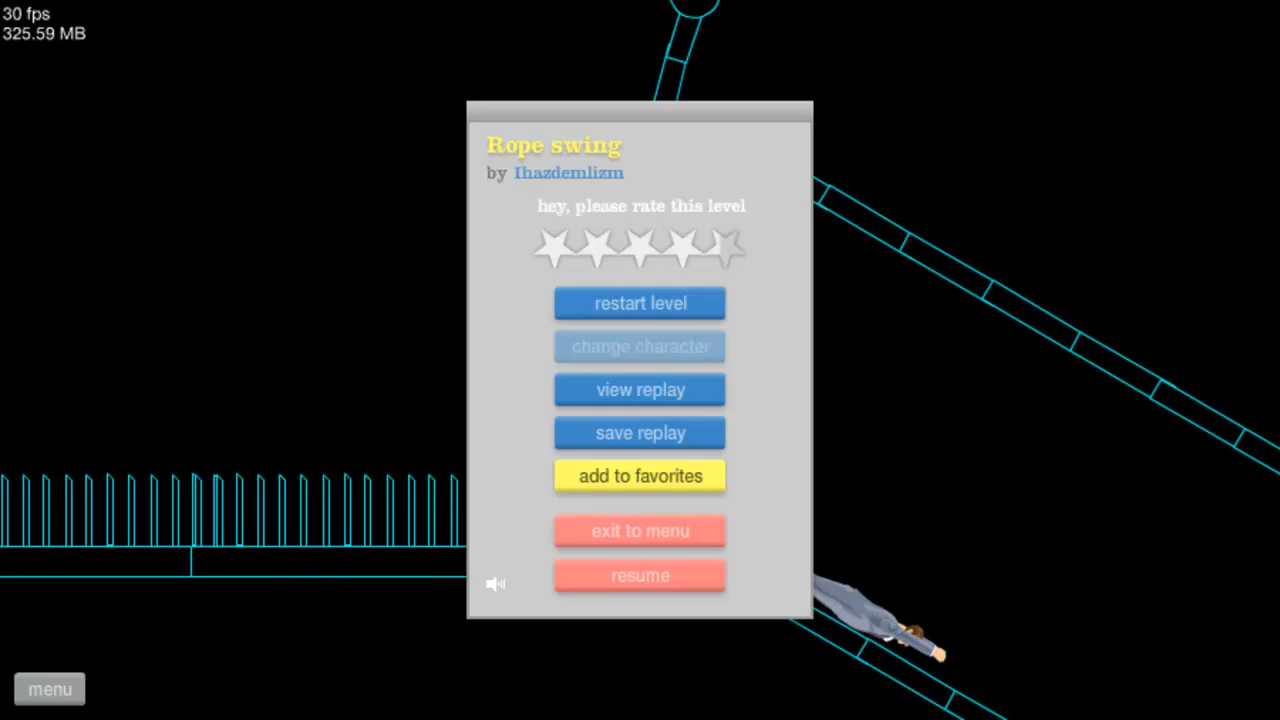 30 fps
325.59 MB
Rope swing
by Ihazdemlizm
hey, please rate this level
restart level
change character
view replay
save replay
add to favorites
exit to menu
resume
menu